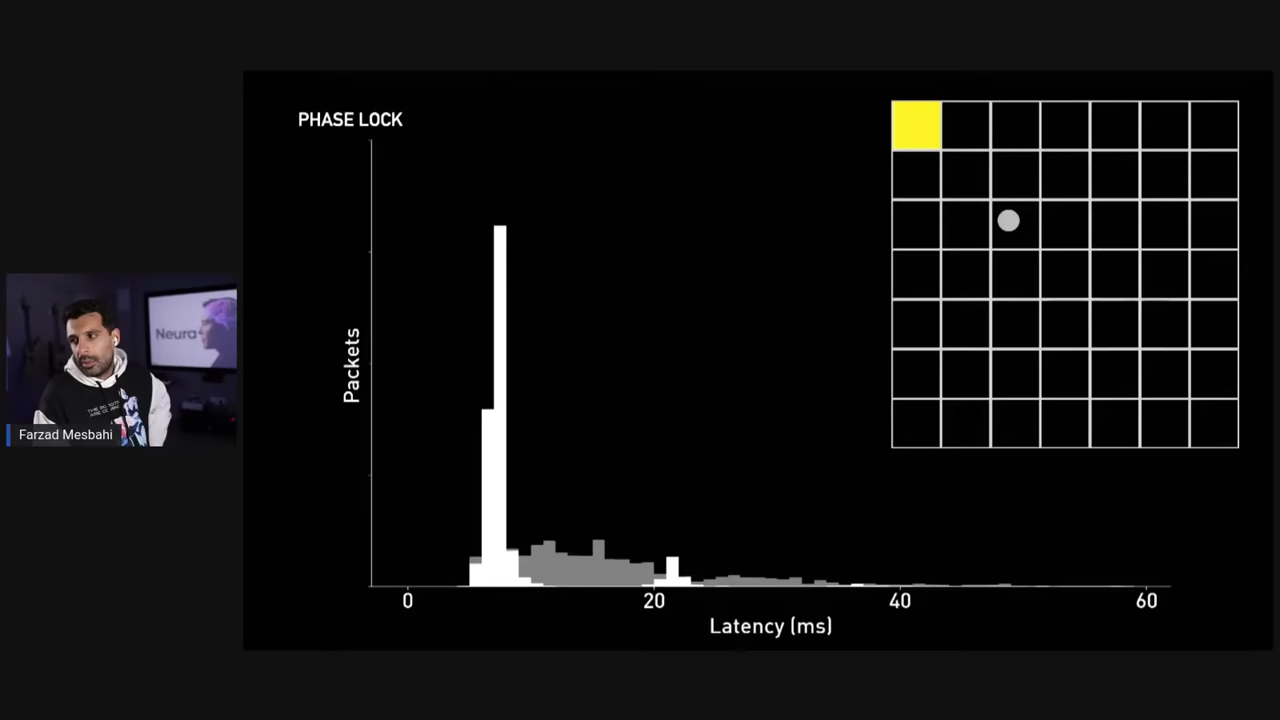 PHASE LOCK
Packets
0 20 40 60
Latency (ms)
Neura
Farzad Mesbahi